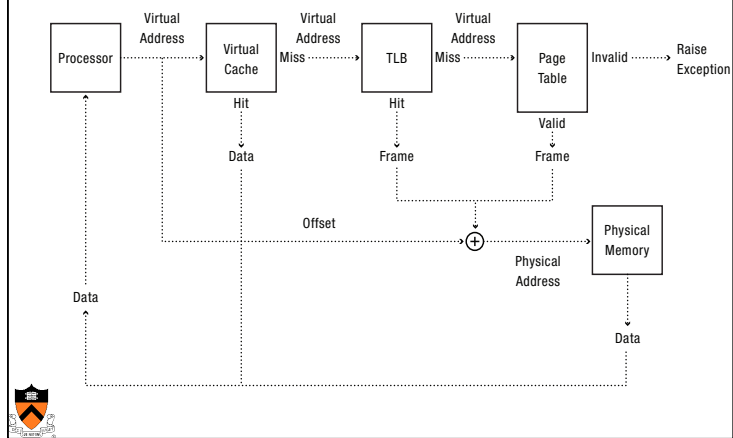 Virtual
Address
Virtual
Address
Virtual
Address
Processor
Virtual
Cache
Miss
TLB
Miss
Page
Table
Invalid
Raise
Exception
Hit
Hit
Valid
Data
Frame
Frame
Offset
+
Physical
Memory
Physical
Address
Data
Data